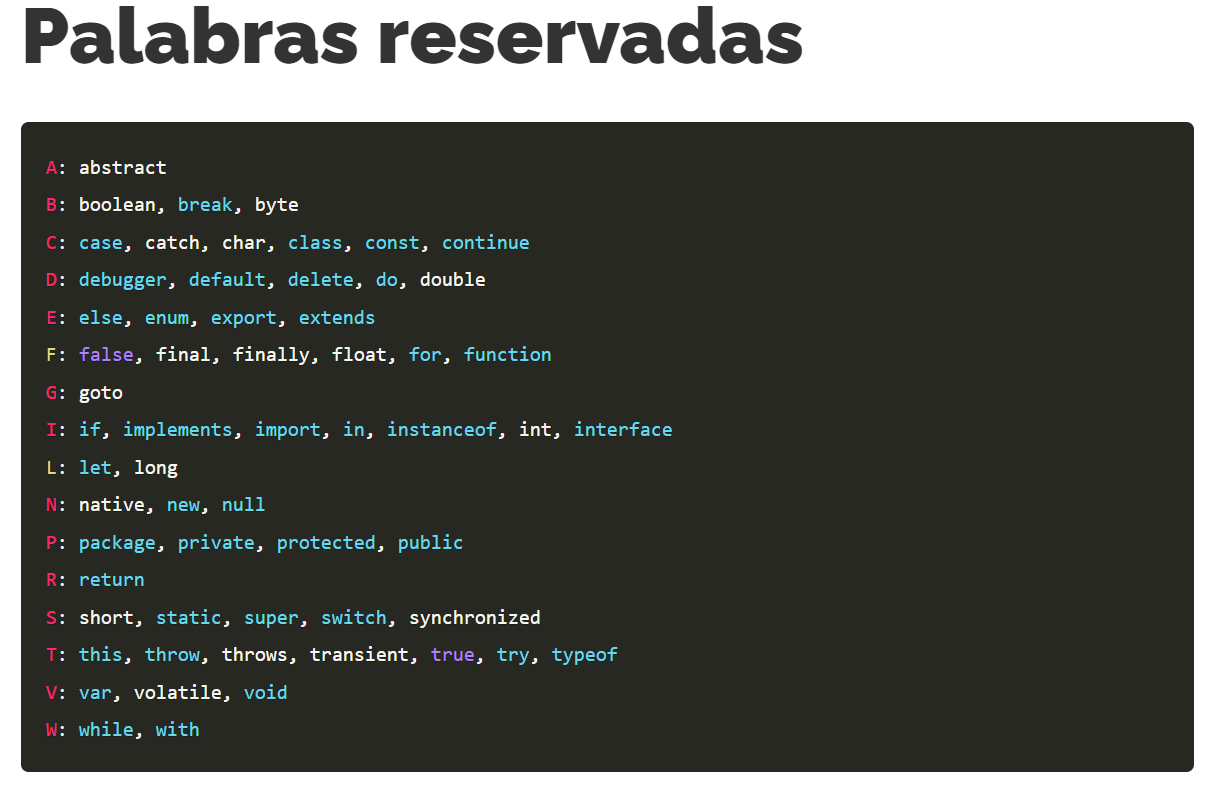 Palabras reservadas
A: abstract
B: boolean, break, byte
C: case, catch, char, class, const, continue
D: debugger, default, delete, do, double
E: else, enum, export, extends
F: false, final, finally, float, for, function
G: goto
I: if, implements, import, in, instanceof, int, interface
L: let, long
N: native, new, null
P: package, private, protected, public
R: return
S: short, static, super, switch, synchronized
T: this, throw, throws, transient, true, try, typeof
V: var, volatile, void
W: while, with